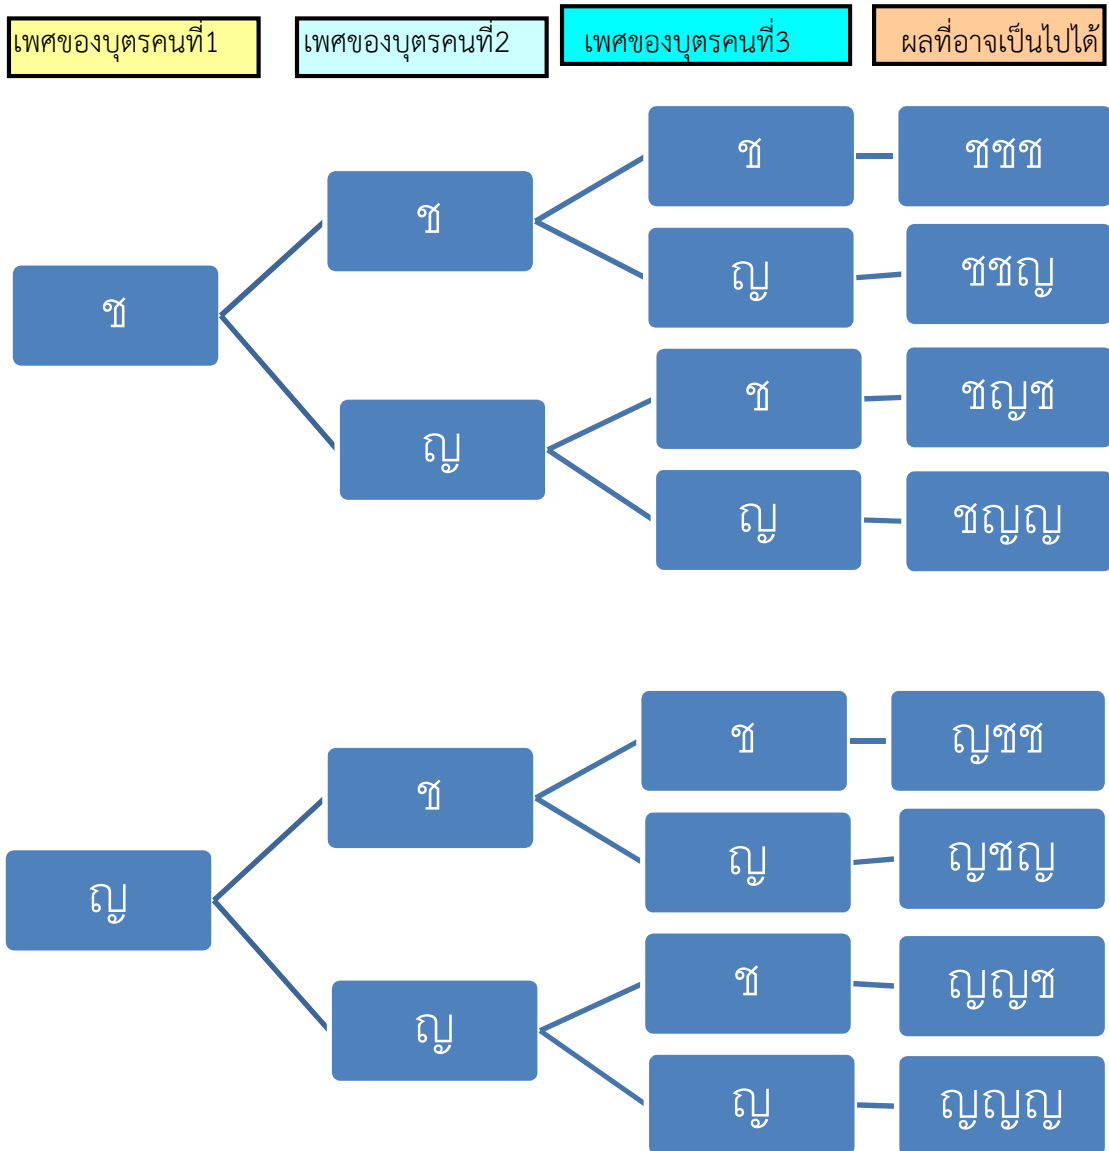 เพศของบุตรคนที่1 เพศของบุตรคนที่2 เพศของบุตรคนที่3 ผลที่อาจเป็นไปได้
ช
ช
ช
ชชช
ญ
ชชญ
ญ
ช
ชญช
ญ
ชญญ
ญ
ช
ช
ญชช
ญ
ญชญ
ญ
ช
ญญช
ญ
ญญญ